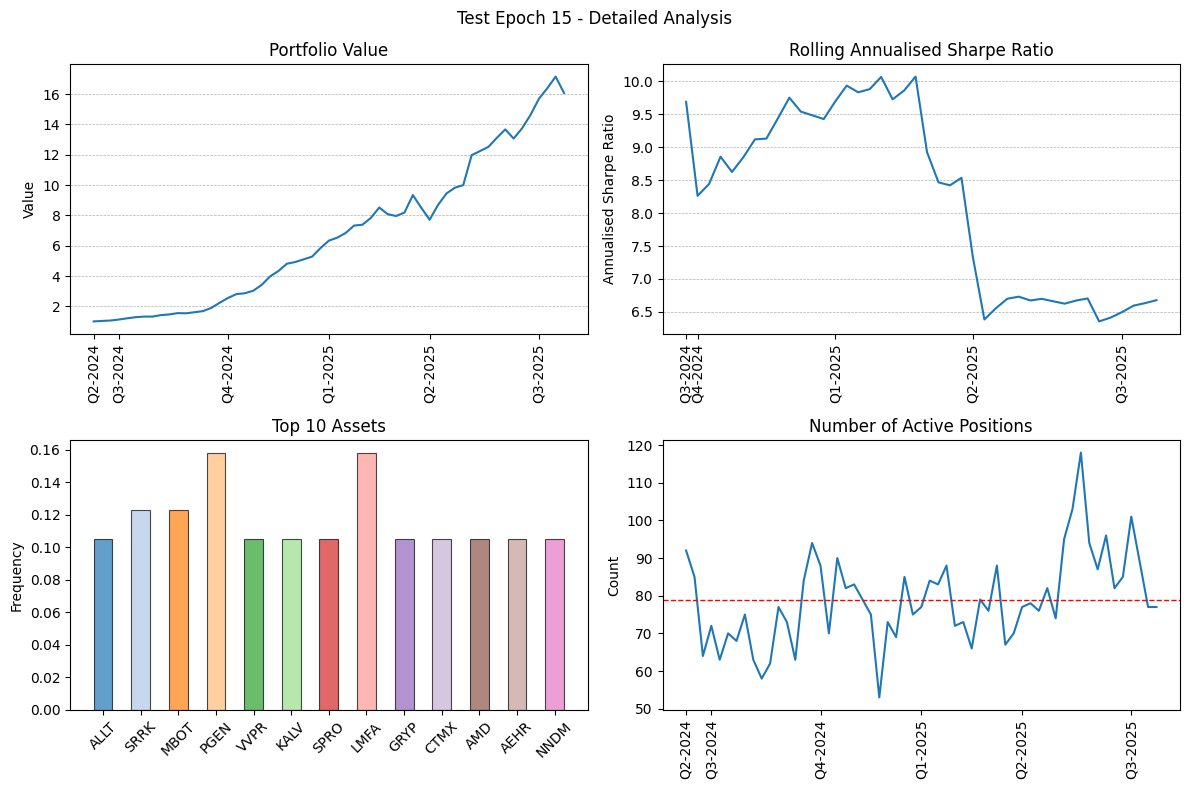 Test Epoch 15 - Detailed Analysis
Portfolio Value
Value
16
14
12
10
8
6
4
2
Q2-2024
Q3-2024
Q4-2024
Q1-2025
Q2-2025
Q3-2025
Rolling Annualised Sharpe Ratio
Annualised Sharpe Ratio
10.0
9.5
9.0
8.5
8.0
7.5
7.0
6.5
Q3-2024
Q4-2024
Q1-2025
Q2-2025
Q3-2025
Top 10 Assets
Frequency
0.16
0.14
0.12
0.10
0.08
0.06
0.04
0.02
0.00
ALLT
SRRK
MBOT
PGEN
VVPR
KALV
SPRO
LMFA
GRYP
CTMX
AMD
AEHR
NNDM
Number of Active Positions
Count
120
110
100
90
80
70
60
50
Q2-2024
Q3-2024
Q4-2024
Q1-2025
Q2-2025
Q3-2025